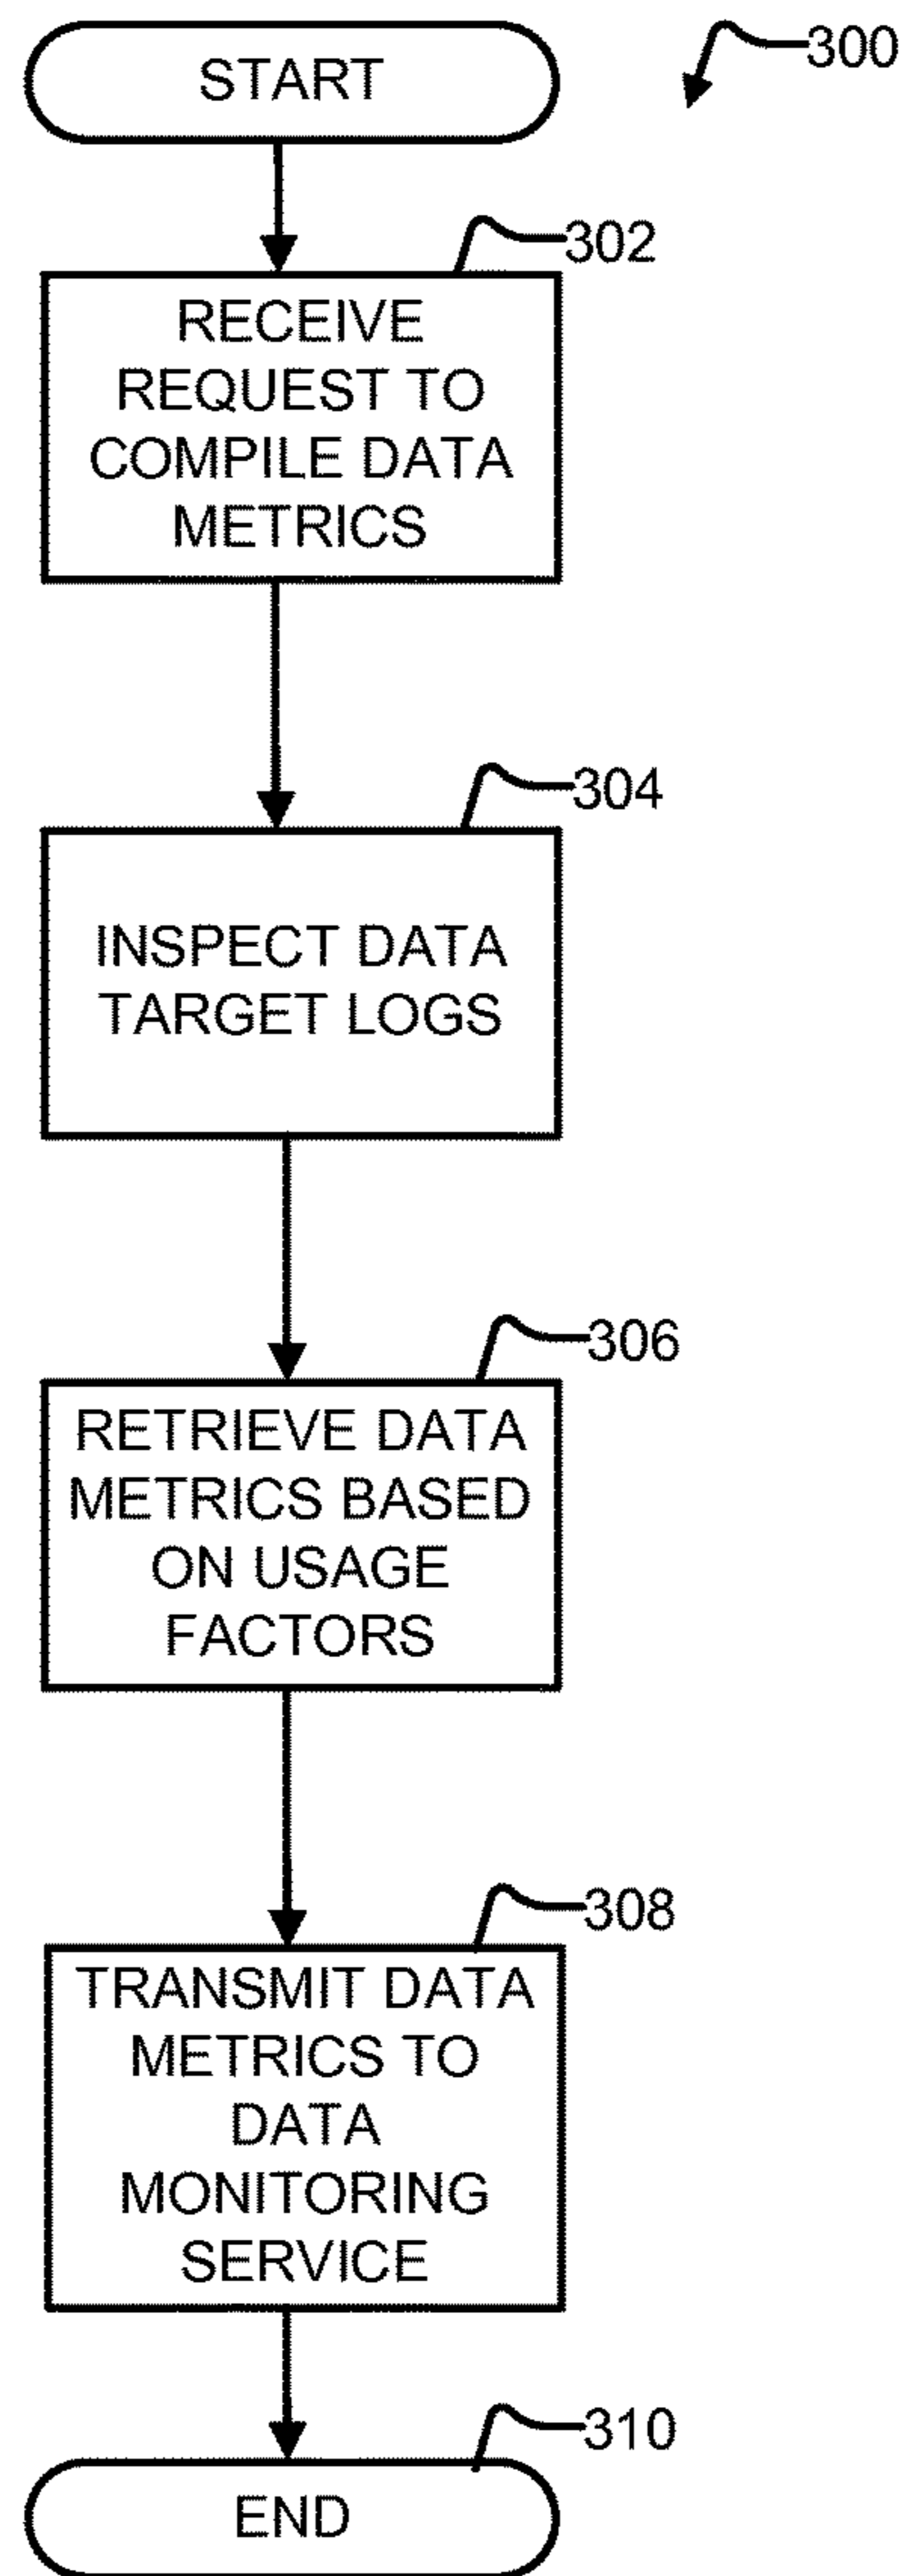 START
300
302
RECEIVE
REQUEST TO
COMPILE DATA
METRICS
304
INSPECT DATA
TARGET LOGS
306
RETRIEVE DATA
METRICS BASED
ON USAGE
FACTORS
308
TRANSMIT DATA
METRICS TO
DATA
MONITORING
SERVICE
310
END